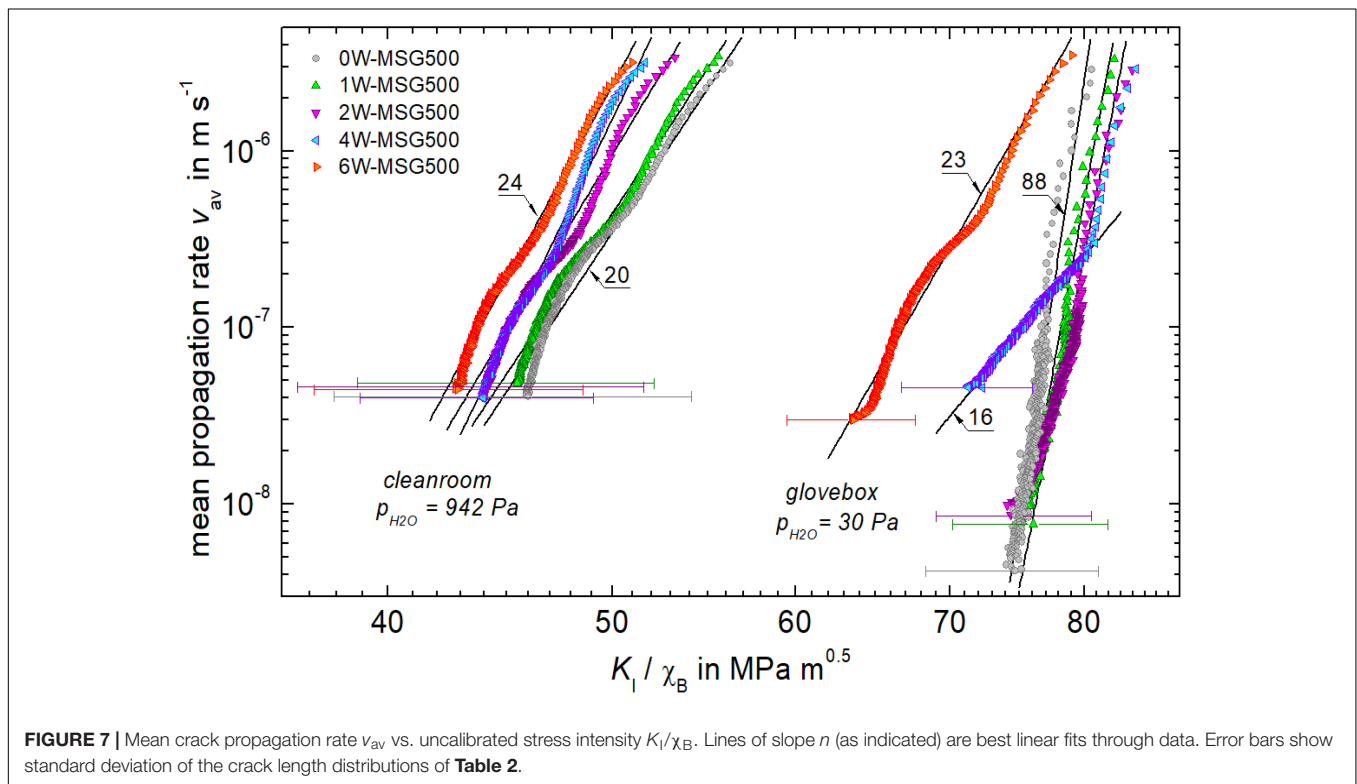 0W-MSG500
1W-MSG500
2W-MSG500
4W-MSG500
6W-MSG500
24
20
23
88
16
cleanroom
p_H2O = 942 Pa
glovebox
p_H2O = 30 Pa
mean propagation rate v_av in m s^-1
10^-6
10^-7
10^-8
40 50 60 70 80
K_I / χ_B in MPa m^0.5
FIGURE 7 | Mean crack propagation rate v_av vs. uncalibrated stress intensity K_I/χ_B. Lines of slope n (as indicated) are best linear fits through data. Error bars show
standard deviation of the crack length distributions of Table 2.